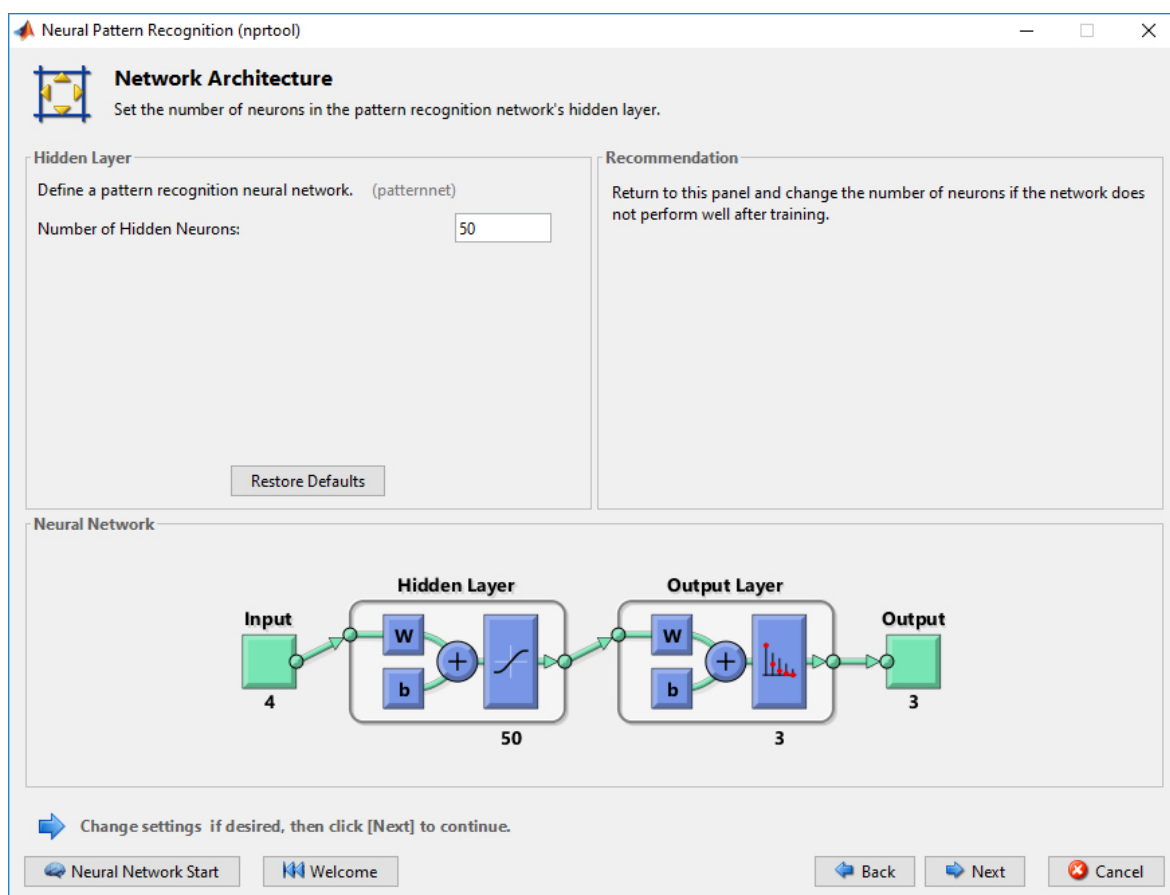 Neural Pattern Recognition (nprtool)
Network Architecture
Set the number of neurons in the pattern recognition network's hidden layer.
Hidden Layer
Define a pattern recognition neural network. (patternnet)
Number of Hidden Neurons: 50
Restore Defaults
Recommendation
Return to this panel and change the number of neurons if the network does
not perform well after training.
Neural Network
Hidden Layer
Output Layer
Input
Output
W
b
+
W
b
+
4
50
3
3
Change settings if desired, then click [Next] to continue.
Neural Network Start
Welcome
Back
Next
Cancel